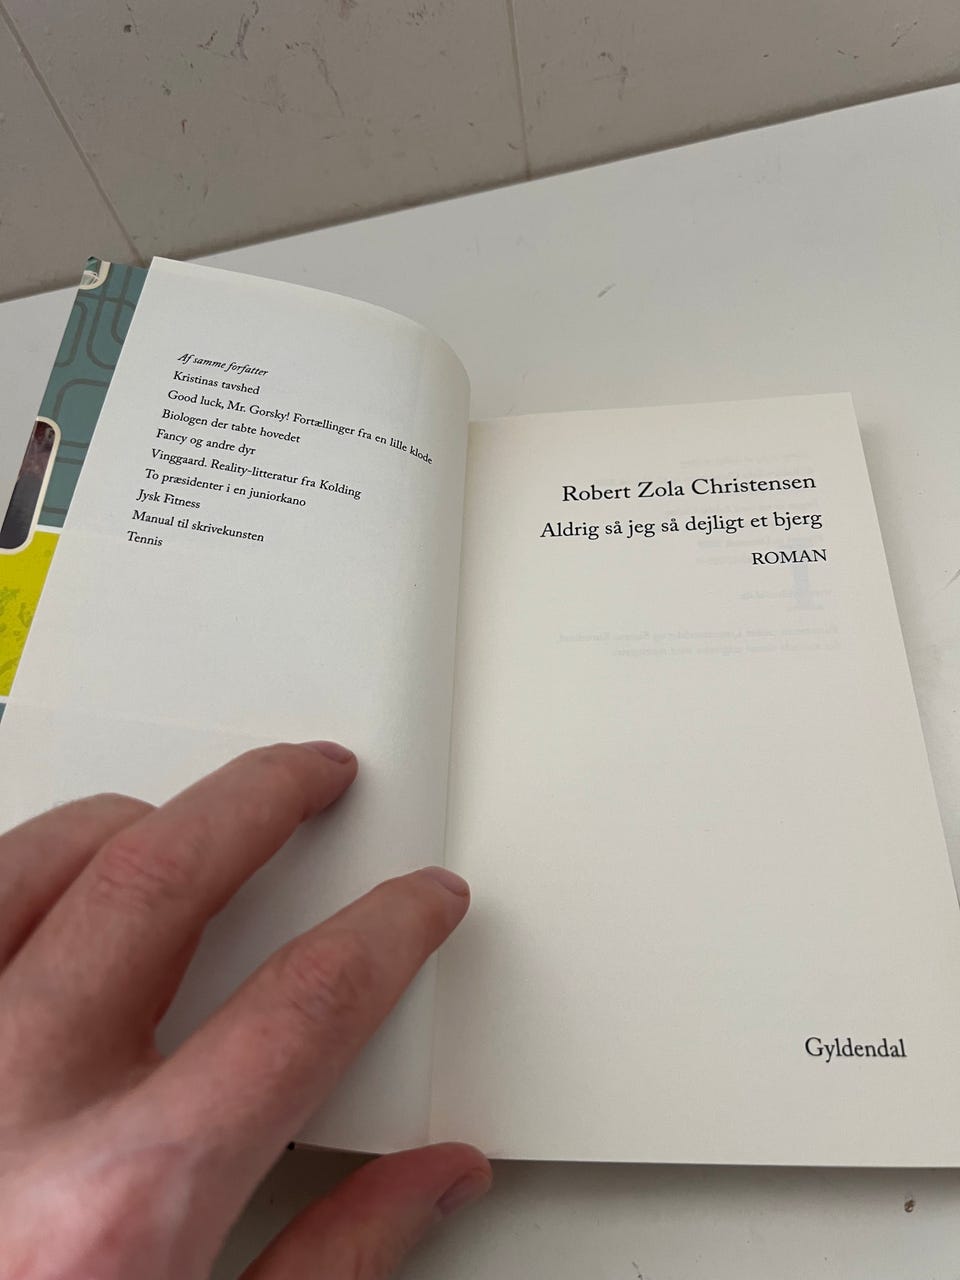 Af samme forfatter
Kristinas tavshed
Good luck, Mr. Gorsky! Fortællinger fra en lille klode
Biologen der tabte hovedet
Fancy og andre dyr
Vinggaard. Reality-litteratur fra Kolding
To præsidenter i en juniorkano
Jysk Fitness
Manual til skrivekunsten
Tennis
Robert Zola Christensen
Aldrig så jeg så dejligt et bjerg
ROMAN
Gyldendal